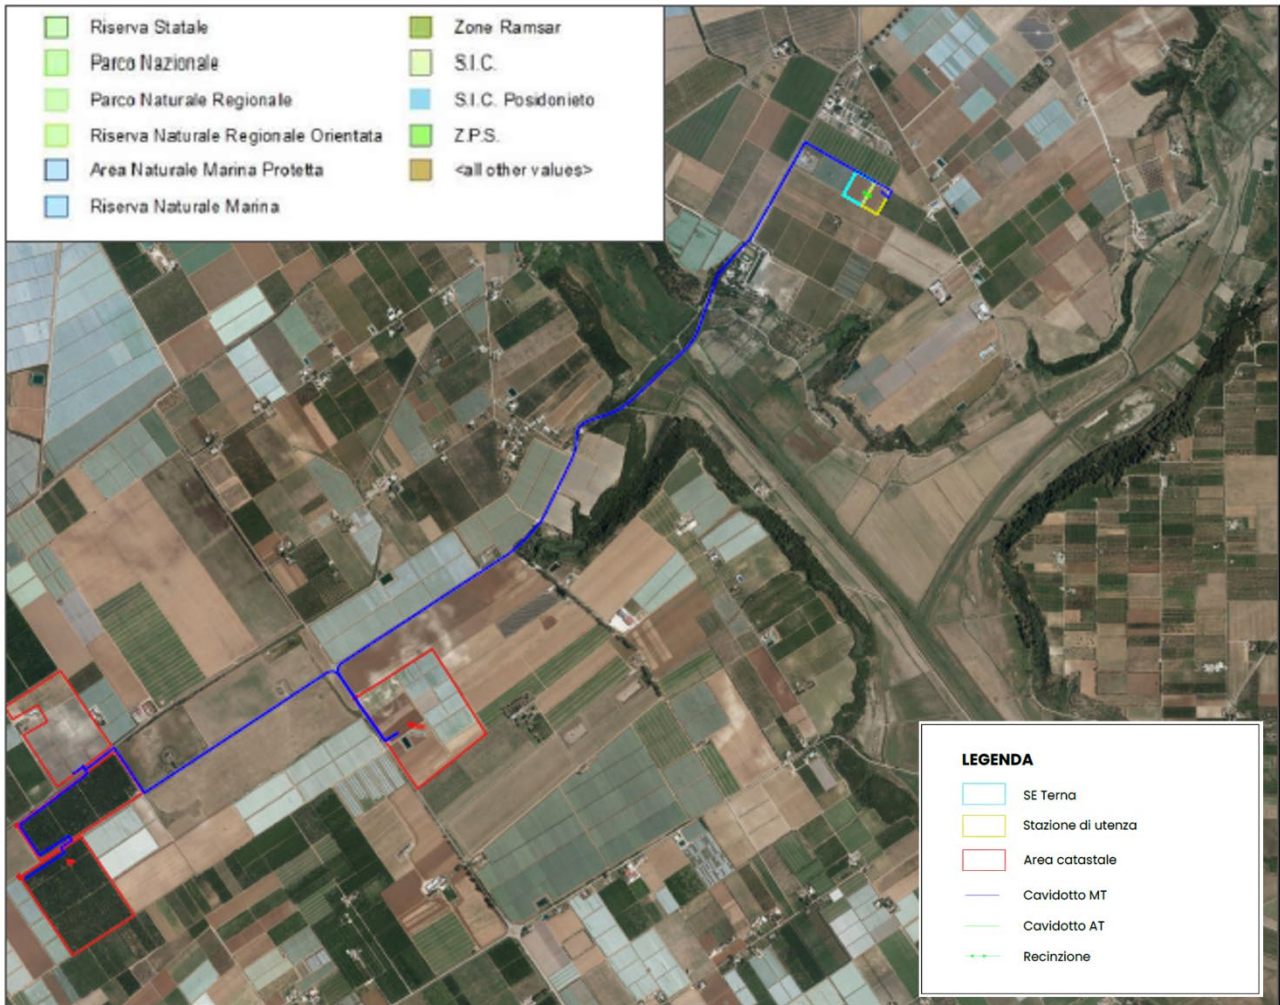 Riserva Statale
Parco Nazionale
Parco Naturale Regionale
Riserva Naturale Regionale Orientata
Area Naturale Marina Protetta
Riserva Naturale Marina
Zone Ramsar
S.I.C.
S.I.C. Posidonieto
Z.P.S.
<all other values>
LEGENDA
SE Terna
Stazione di utenza
Area catastale
Cavidotto MT
Cavidotto AT
Recinzione